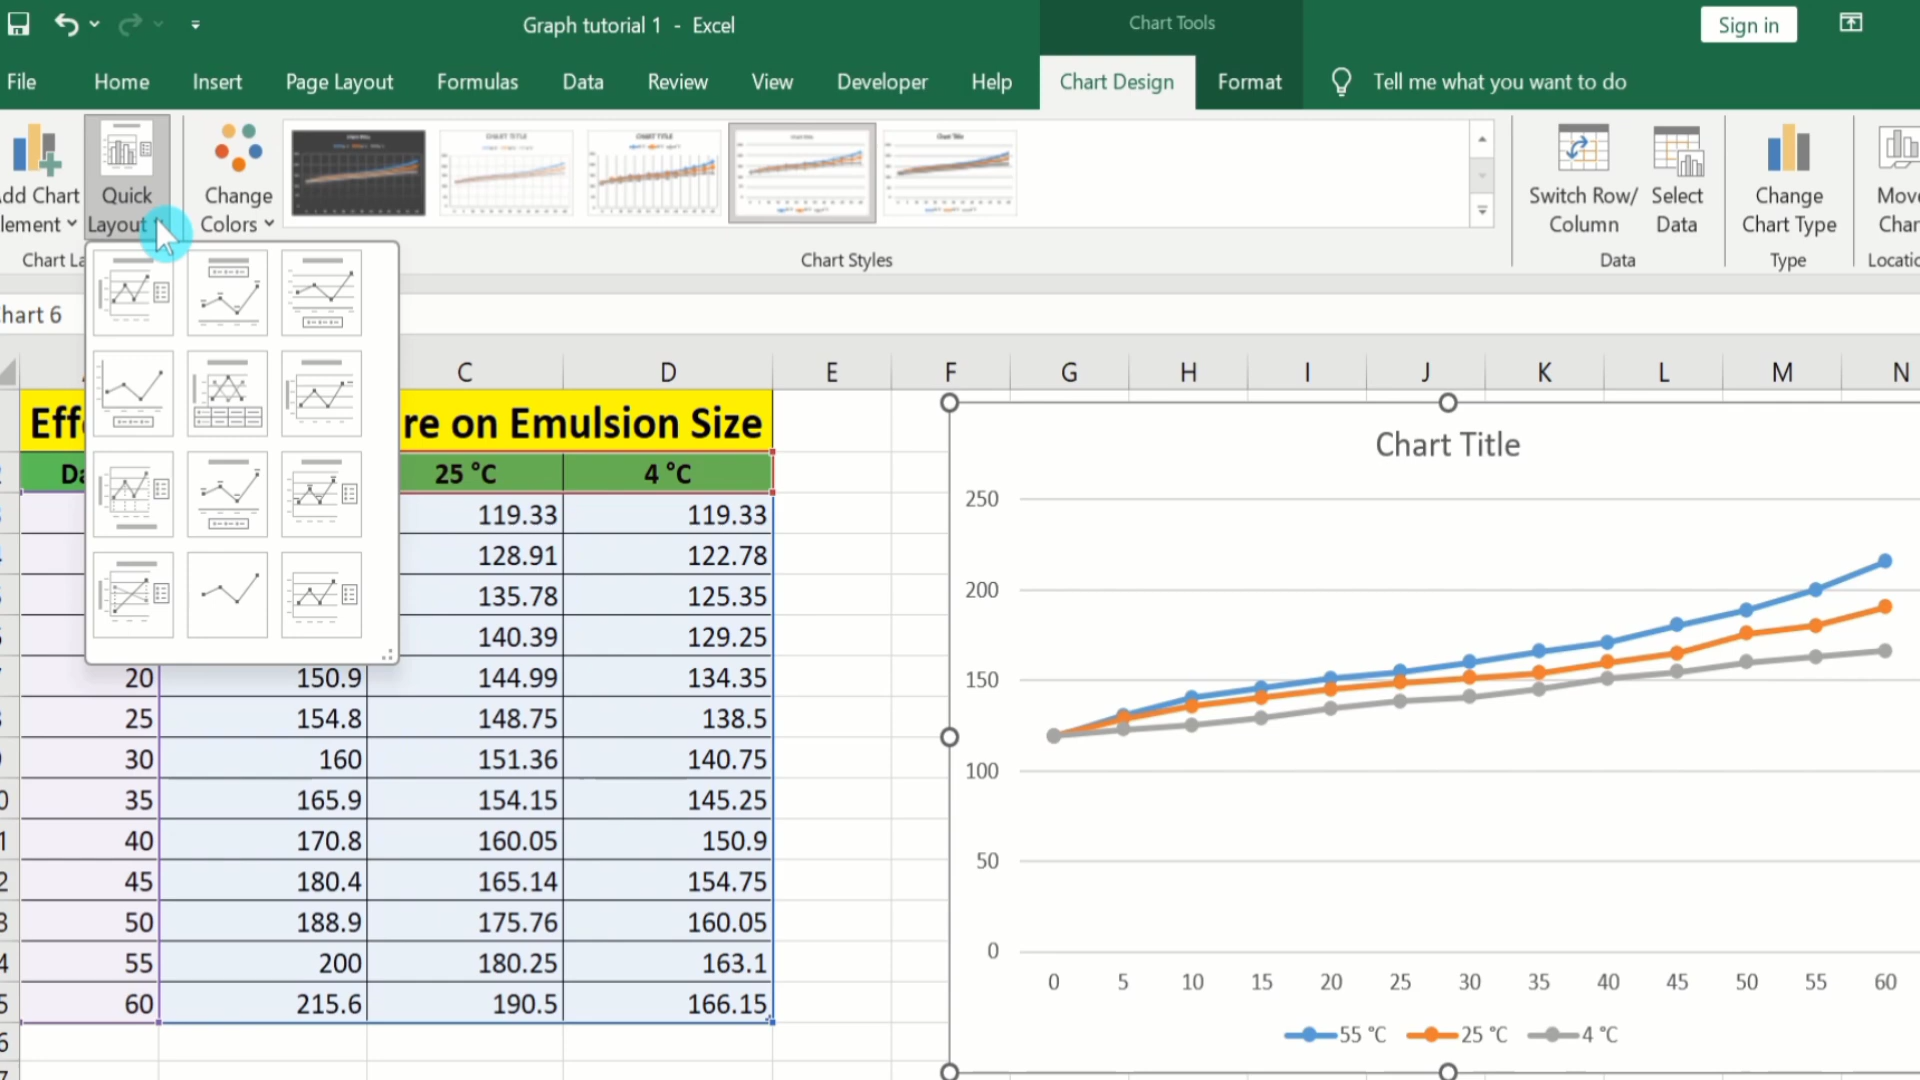 Graph tutorial 1 - Excel
Chart Tools
Sign in
File Home Insert Page Layout Formulas Data Review View Developer Help Chart Design Format Tell me what you want to do
dd Chart
lement
Quick
Layout
Change
Colors
Switch Row/
Column
Select
Data
Change
Chart Type
Mov
Char
Chart La
Chart Styles
Data
Type
Locatio
hart 6
C D E F G H I J K L M N
Eff re on Emulsion Size
Da 25 °C 4 °C
119.33 119.33
128.91 122.78
135.78 125.35
140.39 129.25
20 150.9 144.99 134.35
25 154.8 148.75 138.5
30 160 151.36 140.75
35 165.9 154.15 145.25
40 170.8 160.05 150.9
45 180.4 165.14 154.75
50 188.9 175.76 160.05
55 200 180.25 163.1
60 215.6 190.5 166.15
Chart Title
250
200
150
100
50
0
0 5 10 15 20 25 30 35 40 45 50 55 60
55 °C 25 °C 4 °C